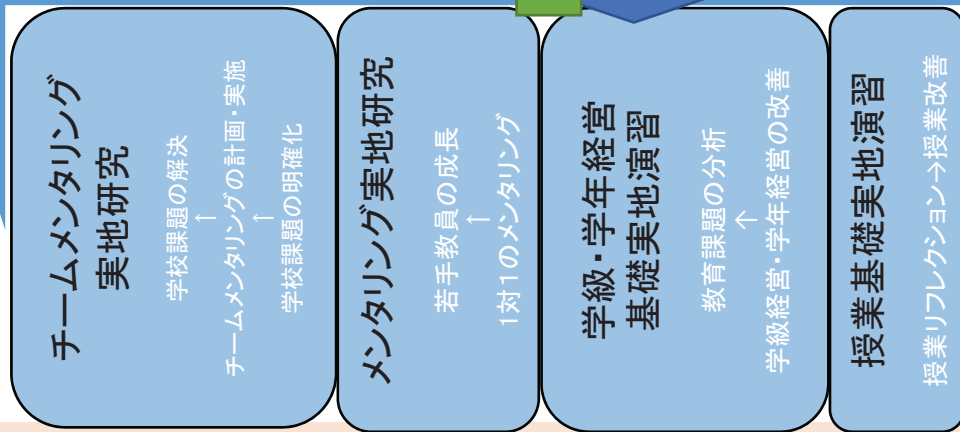 チームメンタリング
実地研究
学校課題の解決
↑
チームメンタリングの計画・実施
↑
学校課題の明確化
メンタリング実地研究
若手教員の成長
↑
1対1のメンタリング
学級・学年経営
基礎実地演習
教育課題の分析
↑
学級経営・学年経営の改善
授業基礎実地演習
授業リフレクション→授業改善